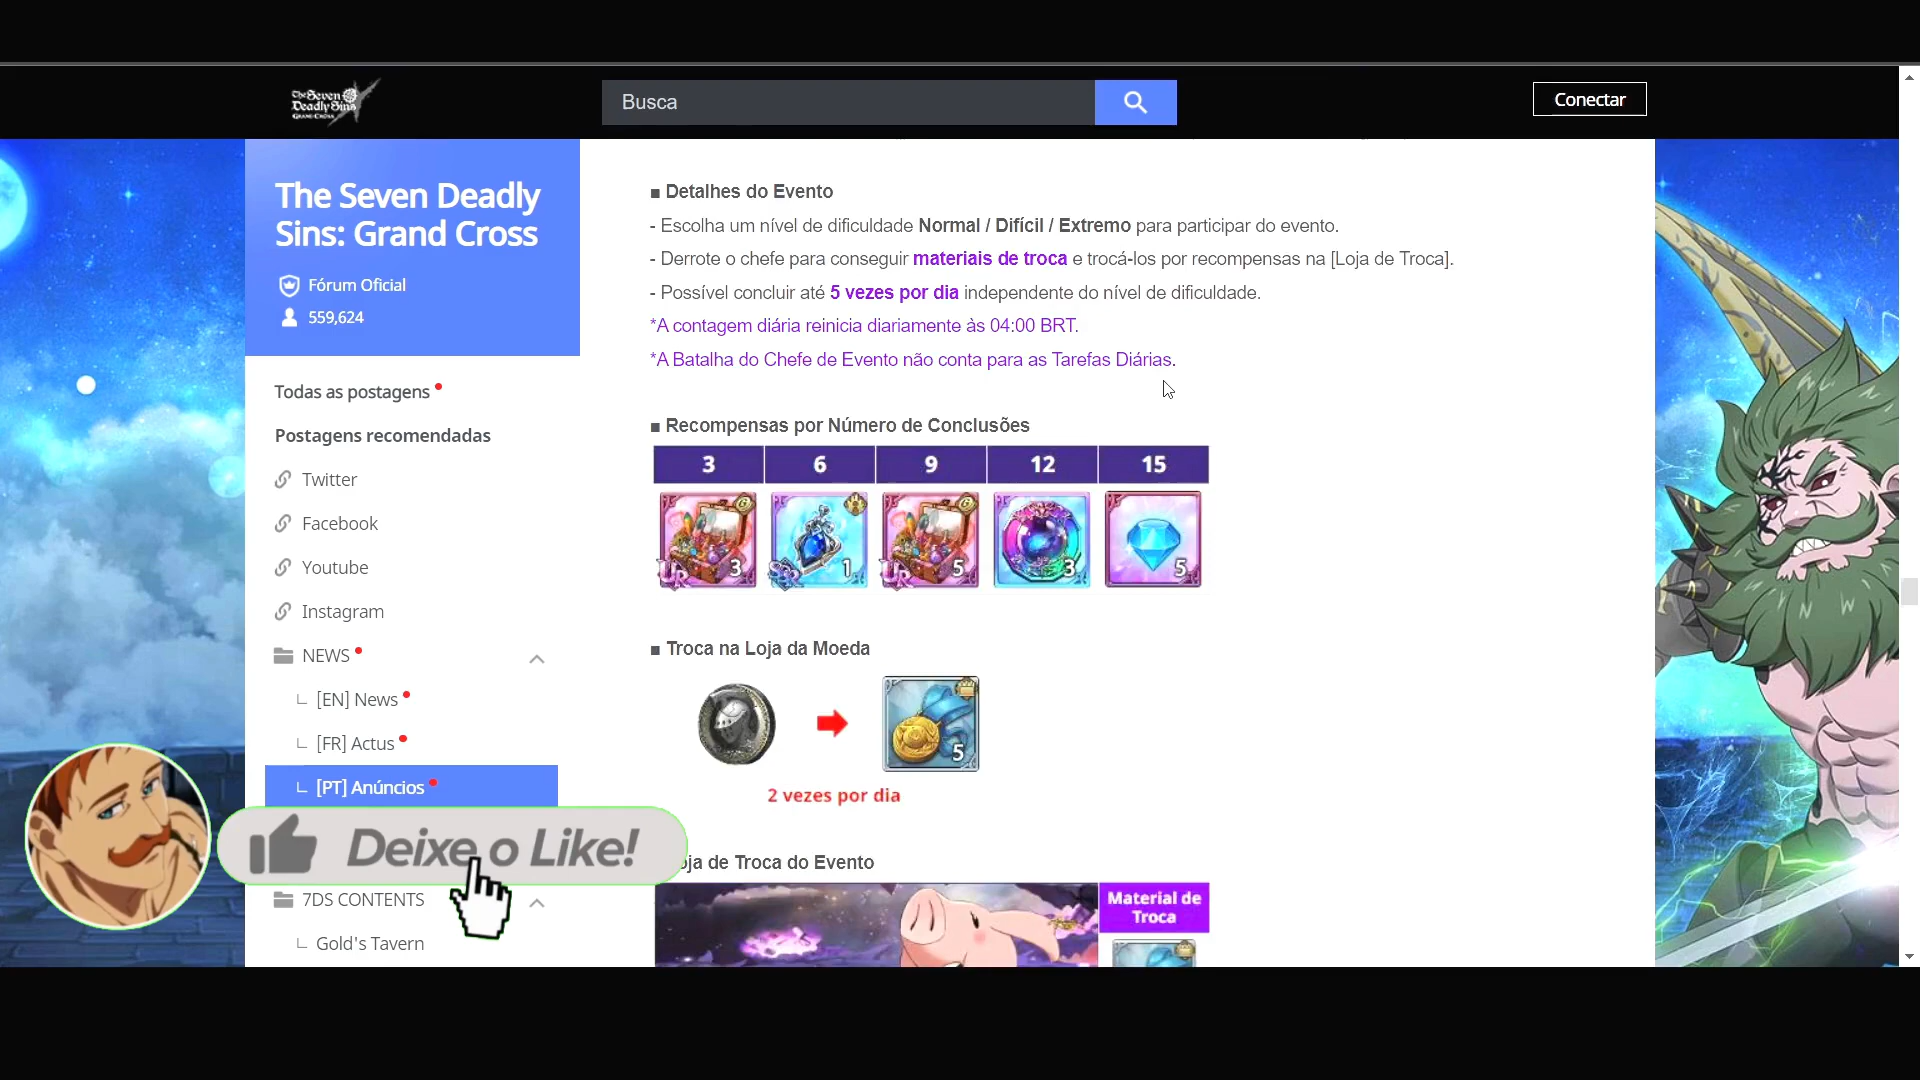 The Seven
Deadly Sins
GRAND CROSS
Busca
Conectar
The Seven Deadly
Sins: Grand Cross
Fórum Oficial
559,624
Todas as postagens
Postagens recomendadas
Twitter
Facebook
Youtube
Instagram
NEWS
[EN] News
[FR] Actus
[PT] Anúncios
Deixe o Like!
7DS CONTENTS
Gold's Tavern
■ Detalhes do Evento
- Escolha um nível de dificuldade Normal / Difícil / Extremo para participar do evento.
- Derrote o chefe para conseguir materiais de troca e trocá-los por recompensas na [Loja de Troca].
- Possível concluir até 5 vezes por dia independente do nível de dificuldade.
*A contagem diária reinicia diariamente às 04:00 BRT.
*A Batalha do Chefe de Evento não conta para as Tarefas Diárias.
■ Recompensas por Número de Conclusões
3 6 9 12 15
UR 3 SSR 1 UR 5 3 5
■ Troca na Loja da Moeda
5
2 vezes por dia
oja de Troca do Evento
Material de
Troca